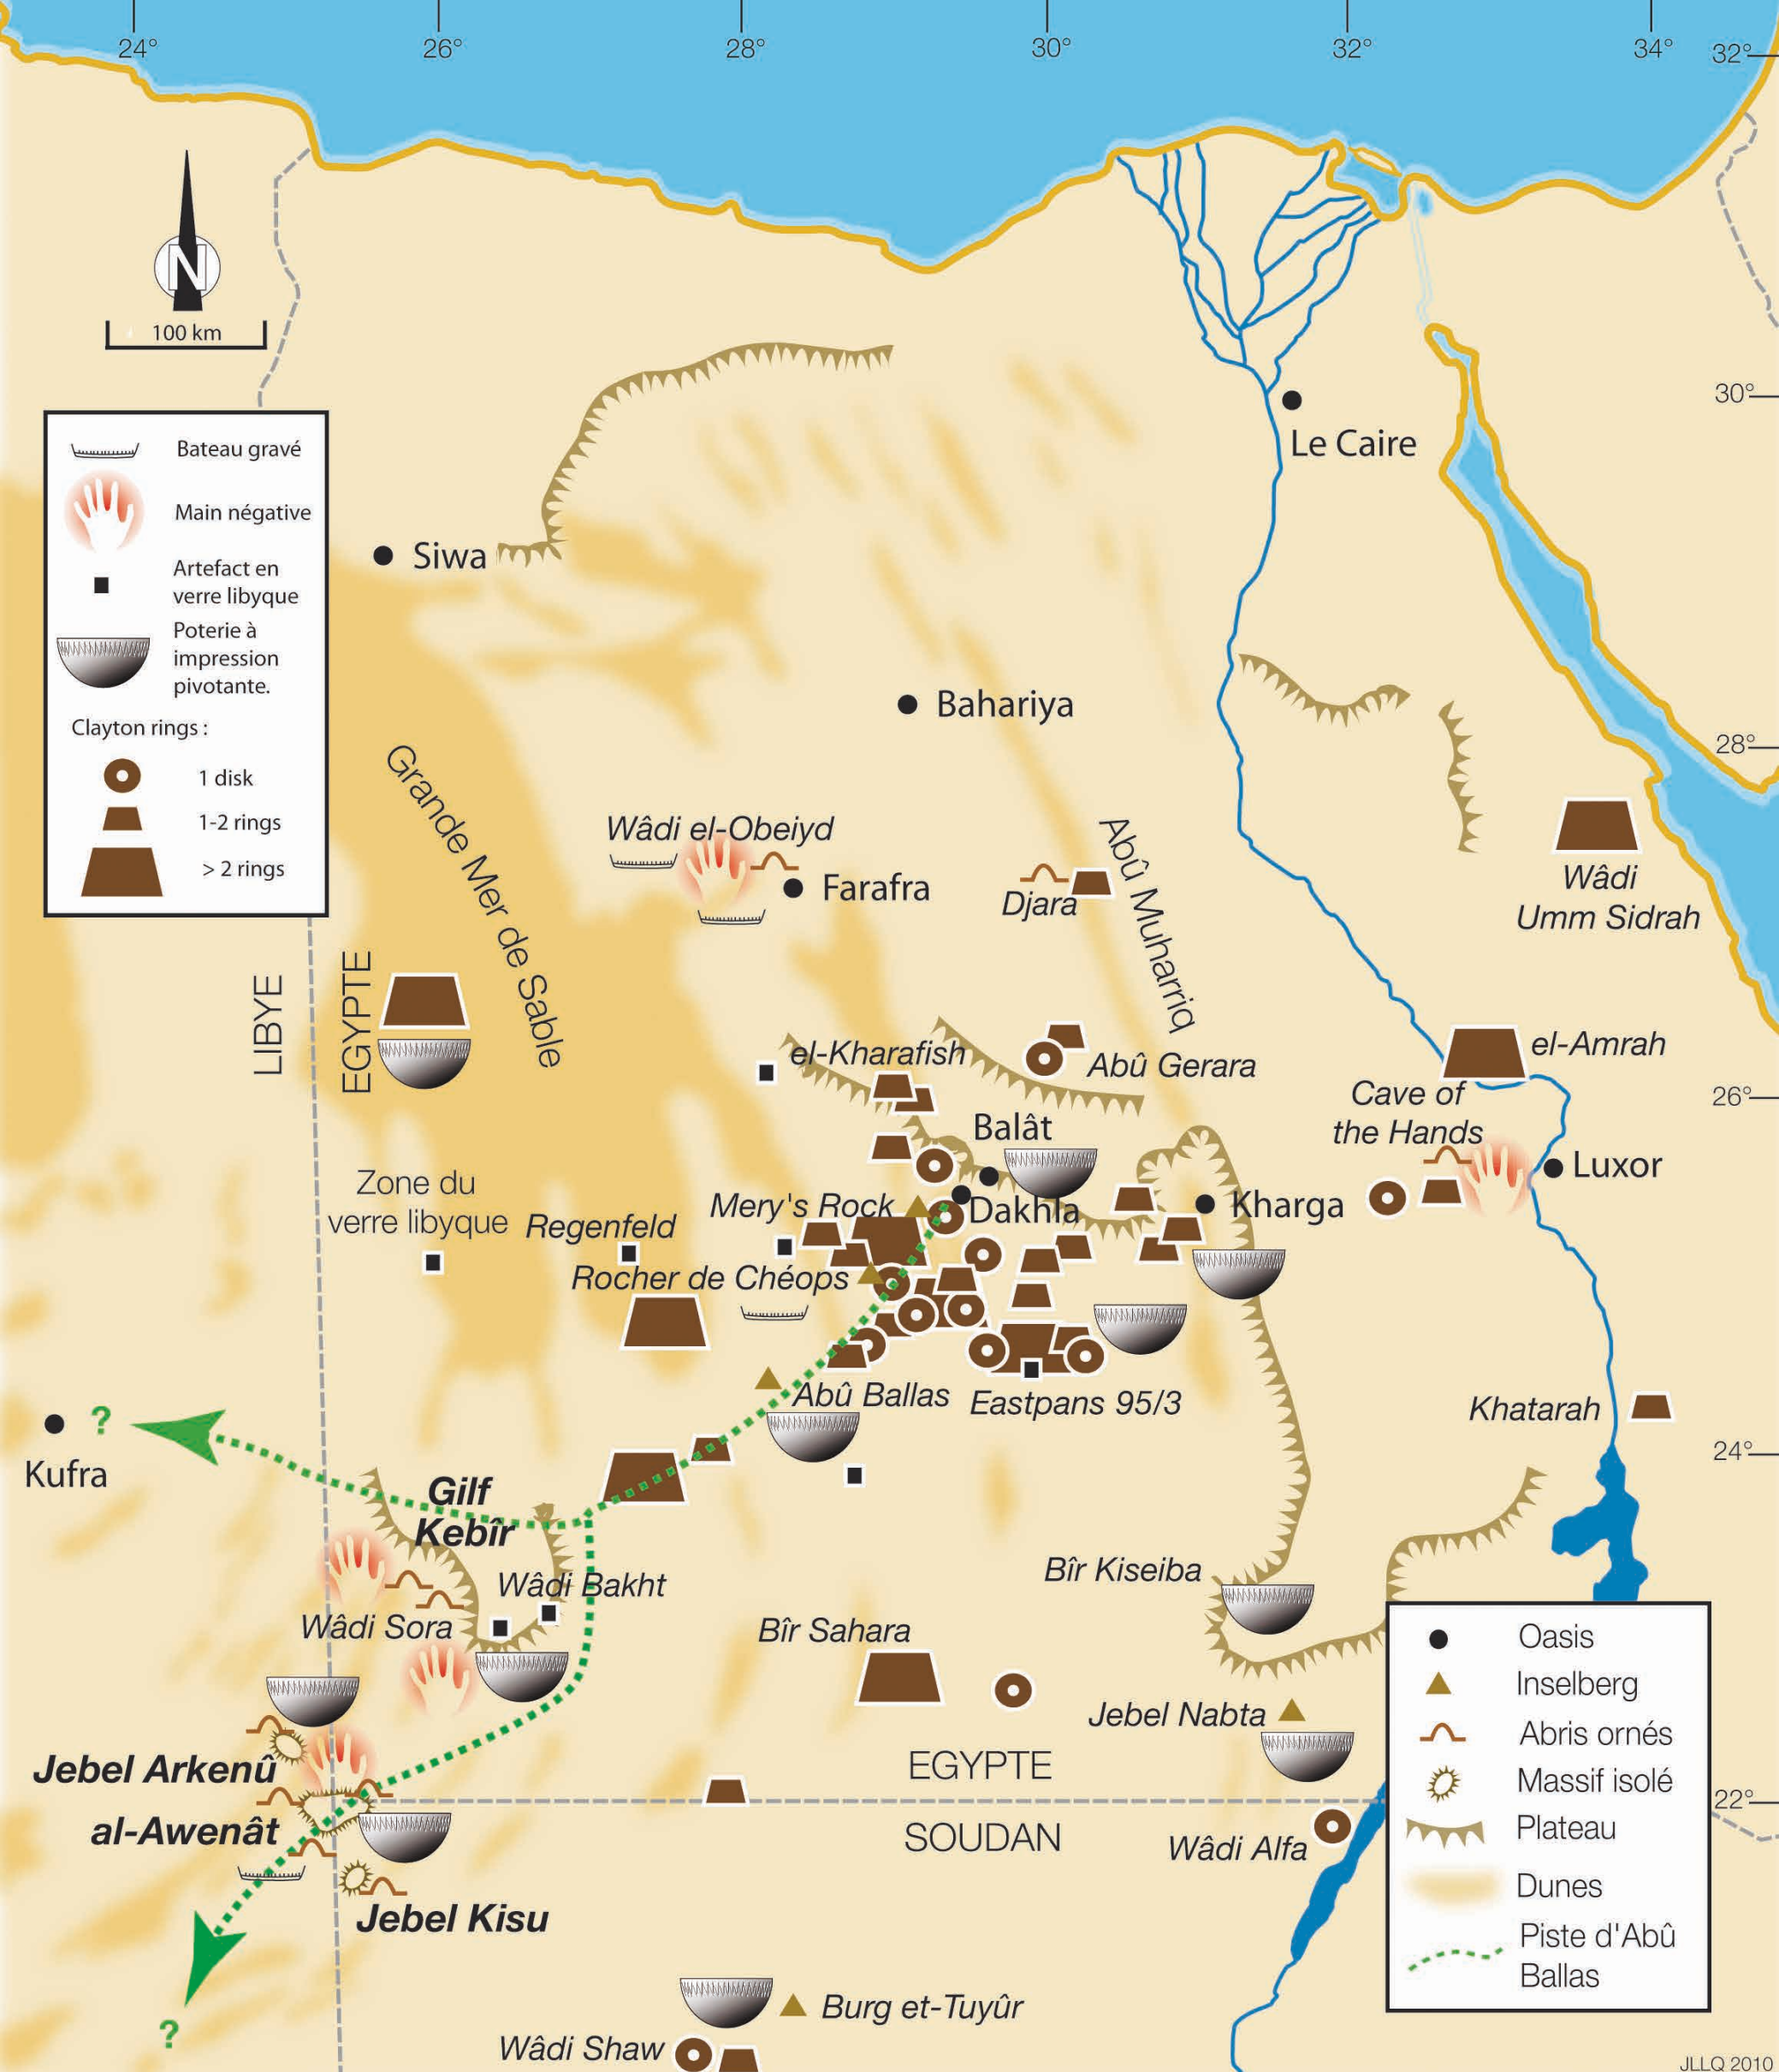 24°
26°
28°
30°
32°
34°
32°
N
100 km
30°
Le Caire
Bateau gravé
Main négative
Artefact en
verre libyque
Poterie à
impression
pivotante.
Clayton rings :
1 disk
1-2 rings
> 2 rings
Siwa
Bahariya
28°
Grande Mer de Sable
Wâdi el-Obeiyd
Farafra
Djara
Abû Muharriq
Wâdi
Umm Sidrah
LIBYE
EGYPTE
el-Kharafish
Abû Gerara
el-Amrah
Cave of
the Hands
26°
Balât
Luxor
Zone du
verre libyque
Regenfeld
Mery's Rock
Dakhla
Kharga
Rocher de Chéops
Abû Ballas
Eastpans 95/3
Khatarah
?
Kufra
24°
Gilf
Kebîr
Wâdi Bakht
Wâdi Sora
Bîr Kiseiba
Bîr Sahara
Jebel Nabta
Jebel Arkenû
al-Awenât
EGYPTE
SOUDAN
Wâdi Alfa
22°
Jebel Kisu
?
Burg et-Tuyûr
Wâdi Shaw
Oasis
Inselberg
Abris ornés
Massif isolé
Plateau
Dunes
Piste d'Abû
Ballas
JLLQ 2010